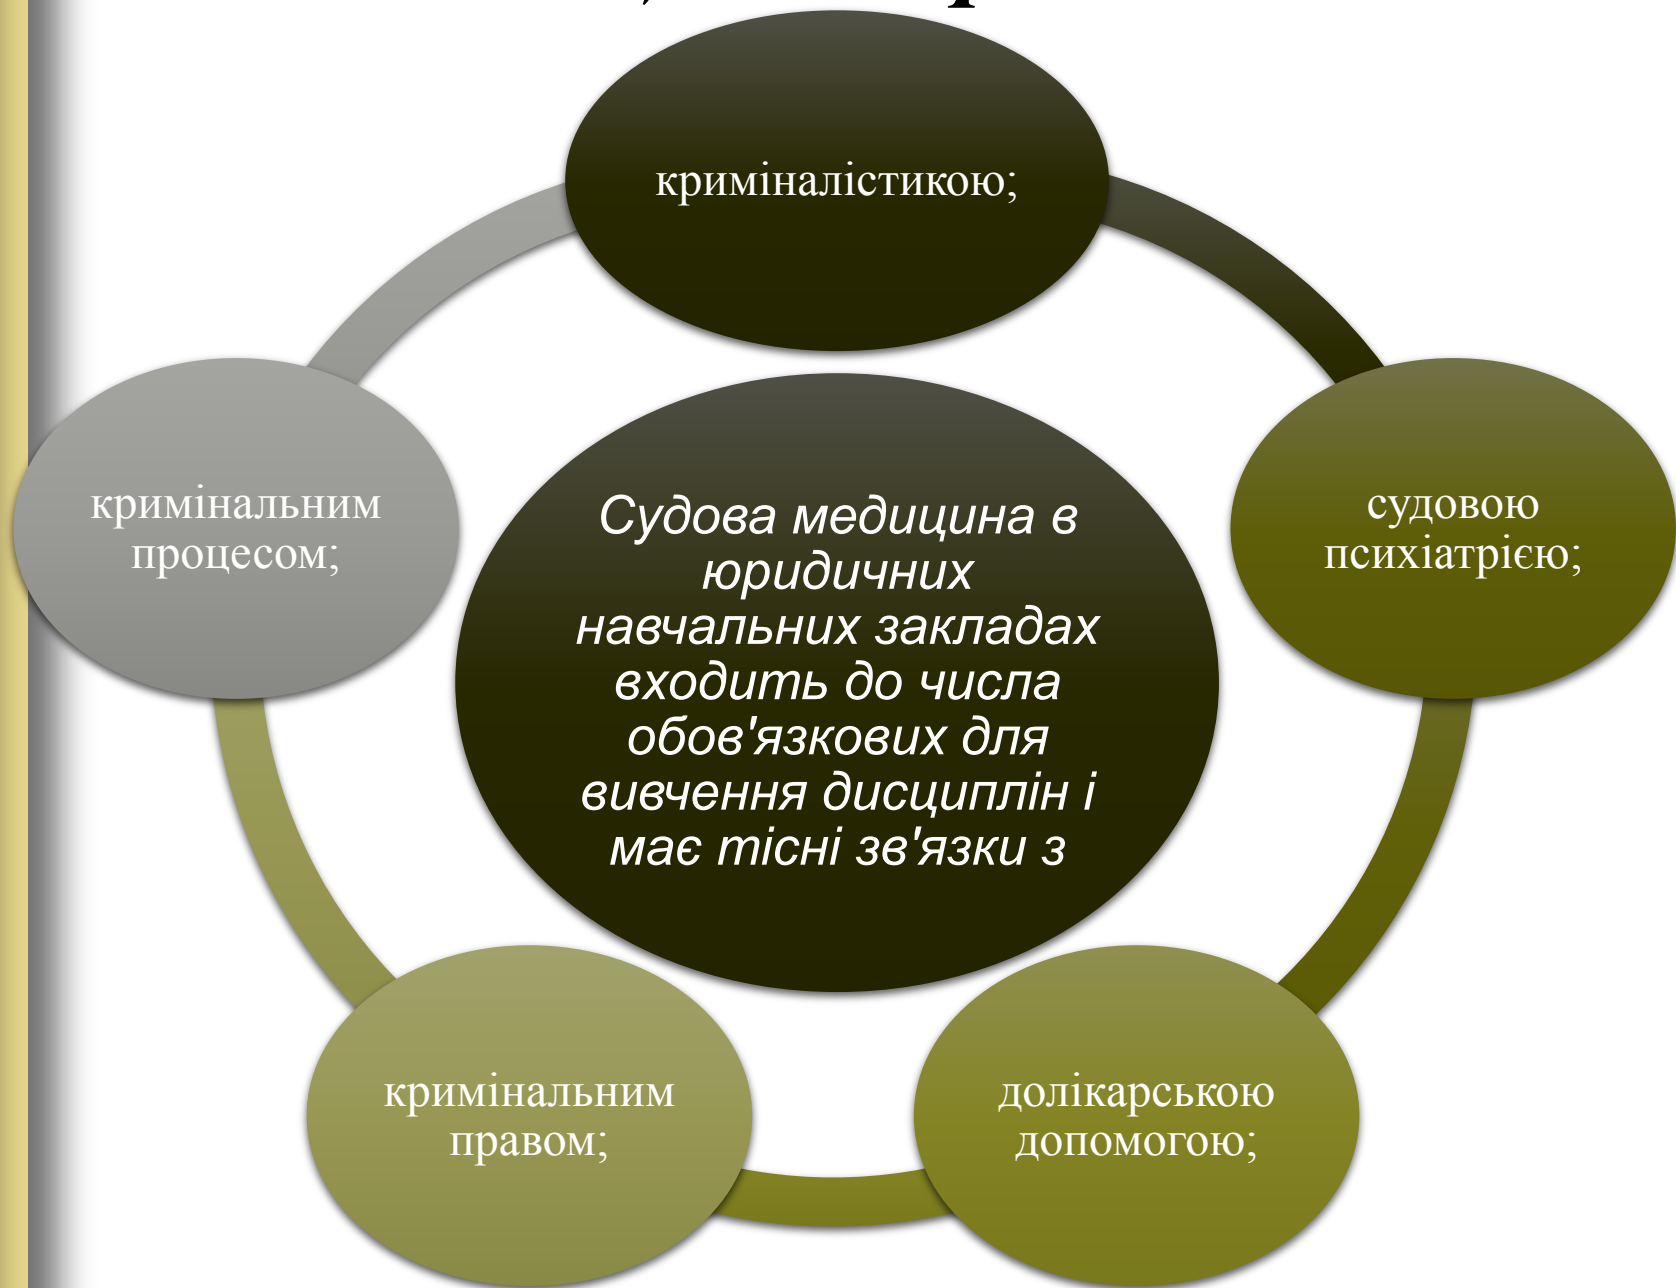 криміналістикою;
кримінальним
процесом;
Судова медицина в
юридичних
навчальних закладах
входить до числа
обов'язкових для
вивчення дисциплін і
має тісні зв'язки з
судовою
психіатрією;
кримінальним
правом;
долікарською
допомогою;